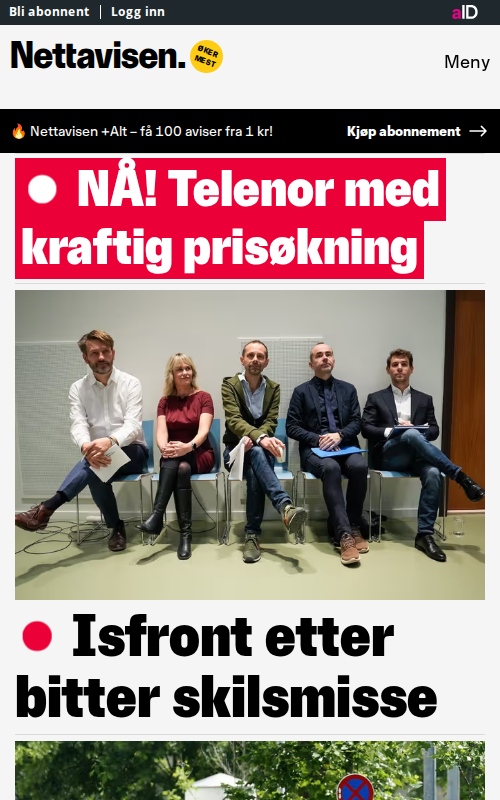 Bli abonnent
Logg inn
aID
Nettavisen.
ØKER
MEST
Meny
🔥 Nettavisen +Alt – få 100 aviser fra 1 kr!
Kjøp abonnement →
NÅ! Telenor med
kraftig prisøkning
Isfront etter
bitter skilsmisse